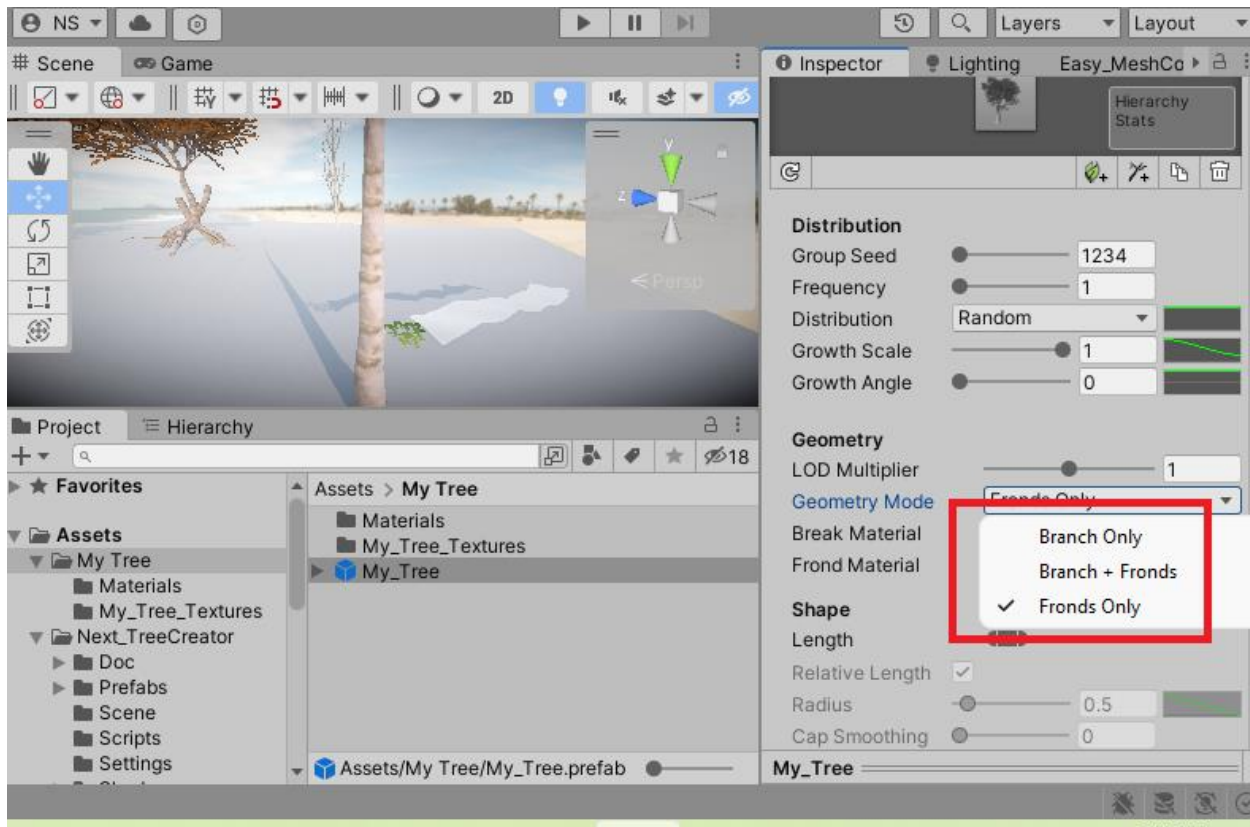 NS
Layers
Layout
Scene
Game
2D
y
z
Persp
Project
Hierarchy
18
Favorites
Assets
My Tree
Materials
My_Tree_Textures
Next_TreeCreator
Doc
Prefabs
Scene
Scripts
Settings
Assets > My Tree
Materials
My_Tree_Textures
My_Tree
Assets/My Tree/My_Tree.prefab
Inspector
Lighting
Easy_MeshCo
Hierarchy
Stats
Distribution
Group Seed 1234
Frequency 1
Distribution Random
Growth Scale 1
Growth Angle 0
Geometry
LOD Multiplier 1
Geometry Mode Fronds Only
Break Material
Frond Material
Branch Only
Branch + Fronds
Fronds Only
Shape
Length
Relative Length
Radius 0.5
Cap Smoothing 0
My_Tree